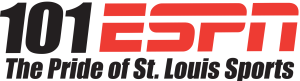 101 ESPN
The Pride of St. Louis Sports